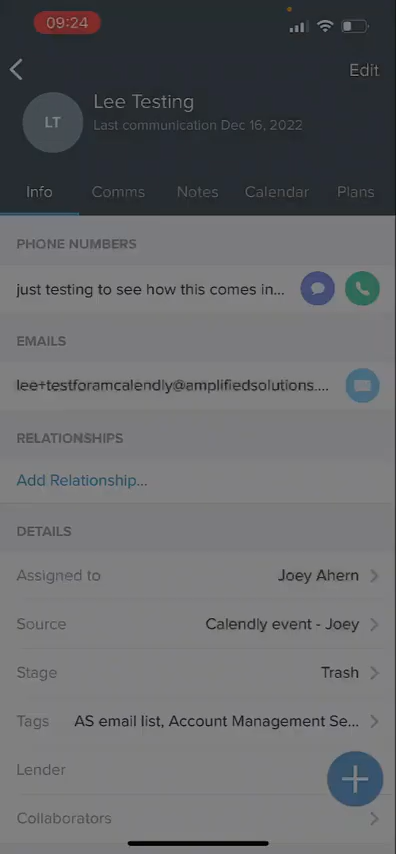 09:24
Edit
LT
Lee Testing
Last communication Dec 16, 2022
Info Comms Notes Calendar Plans
PHONE NUMBERS
just testing to see how this comes in...
EMAILS
lee+testforamcalendly@amplifiedsolutions....
RELATIONSHIPS
Add Relationship...
DETAILS
Assigned to Joey Ahern
Source Calendly event - Joey
Stage Trash
Tags AS email list, Account Management Se...
Lender
Collaborators